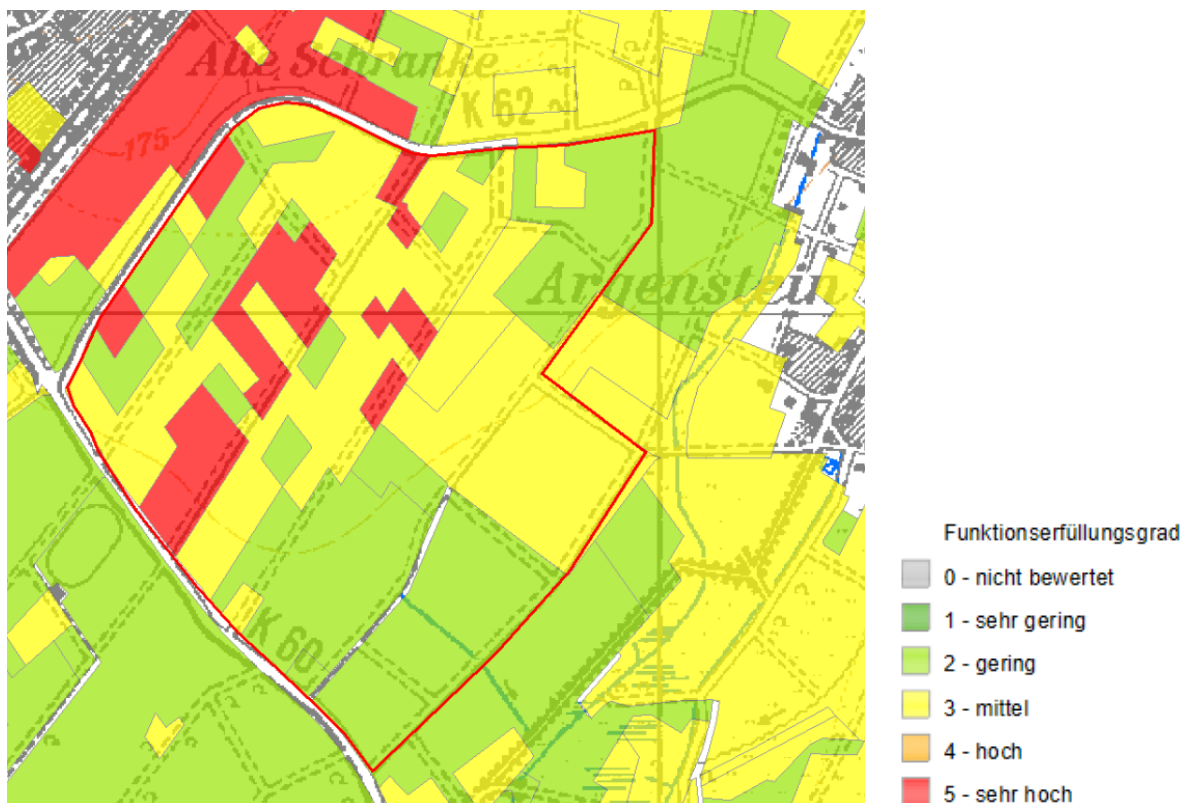 Alte Schranke
K 62
175
Argenstein
K 60
Funktionserfüllungsgrad
0 - nicht bewertet
1 - sehr gering
2 - gering
3 - mittel
4 - hoch
5 - sehr hoch